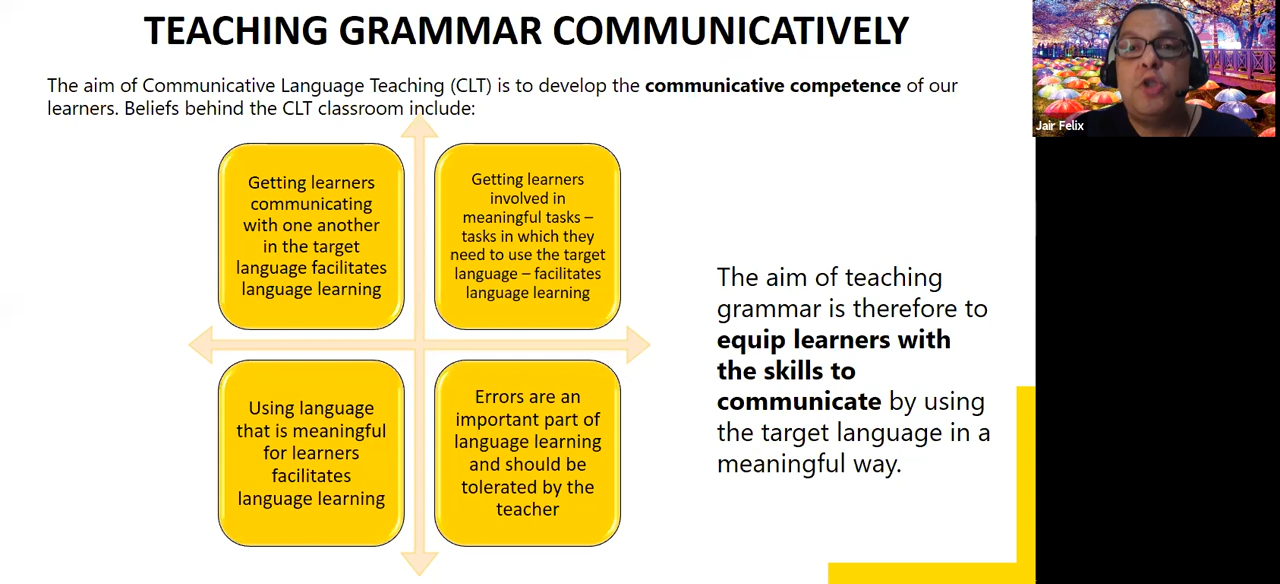 TEACHING GRAMMAR COMMUNICATIVELY
The aim of Communicative Language Teaching (CLT) is to develop the communicative competence of our
learners. Beliefs behind the CLT classroom include:
Getting learners
communicating
with one another
in the target
language facilitates
language learning
Getting learners
involved in
meaningful tasks –
tasks in which they
need to use the target
language – facilitates
language learning
Using language
that is meaningful
for learners
facilitates
language learning
Errors are an
important part of
language learning
and should be
tolerated by the
teacher
The aim of teaching
grammar is therefore to
equip learners with
the skills to
communicate by using
the target language in a
meaningful way.
Jair Felix